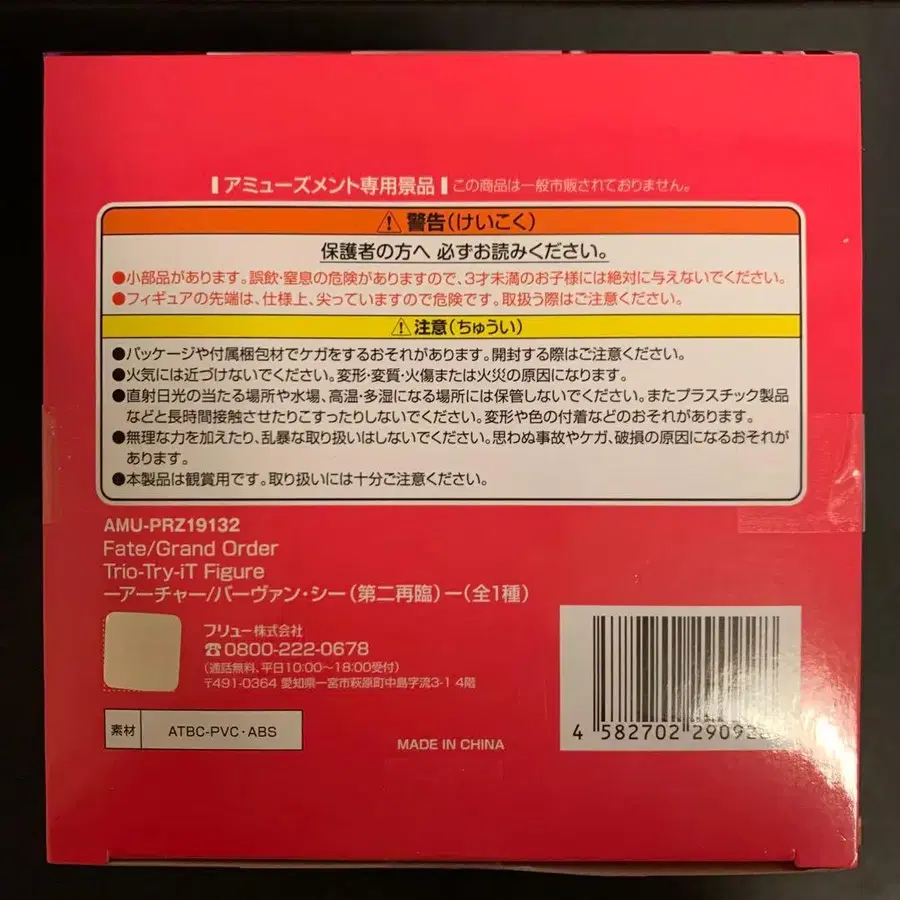 アミューズメント専用景品 この商品は一般市販されておりません。
警告(けいこく)
保護者の方へ 必ずお読みください。
●小部品があります。誤飲・窒息の危険がありますので、3才未満のお子様には絶対に与えないでください。
●フィギュアの先端は、仕様上、尖っていますので危険です。取扱う際はご注意ください。
注意(ちゅうい)
●パッケージや付属梱包材でケガをするおそれがあります。開封する際はご注意ください。
●火気には近づけないでください。変形・変質・火傷または火災の原因になります。
●直射日光の当たる場所や水場、高温・多湿になる場所には保管しないでください。またプラスチック製品
などと長時間接触させたりこすったりしないでください。変形や色の付着などのおそれがあります。
●無理な力を加えたり、乱暴な取り扱いはしないでください。思わぬ事故やケガ、破損の原因になるおそれが
あります。
●本製品は観賞用です。取り扱いには十分ご注意ください。
AMU-PRZ19132
Fate/Grand Order
Trio-Try-iT Figure
ーアーチャー/バーヴァン・シー(第二再臨)ー(全1種)
フリュー株式会社
☎0800-222-0678
(通話無料、平日10:00～18:00受付)
〒491-0364 愛知県一宮市萩原町中島字流3-1 4階
素材 ATBC-PVC・ABS
MADE IN CHINA
4 582702 2909